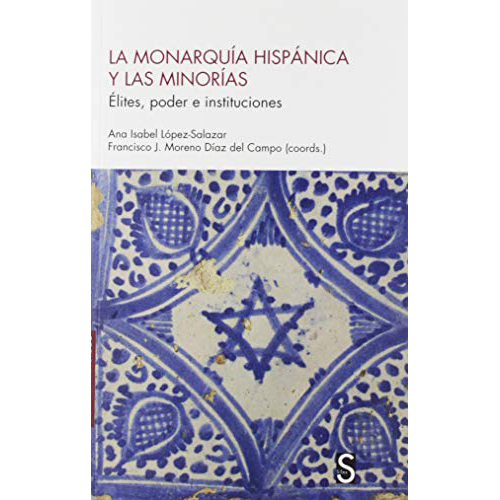 LA MONARQUÍA HISPÁNICA
Y LAS MINORÍAS
Élites, poder e instituciones
Ana Isabel López-Salazar
Francisco J. Moreno Díaz del Campo (coords.)
S